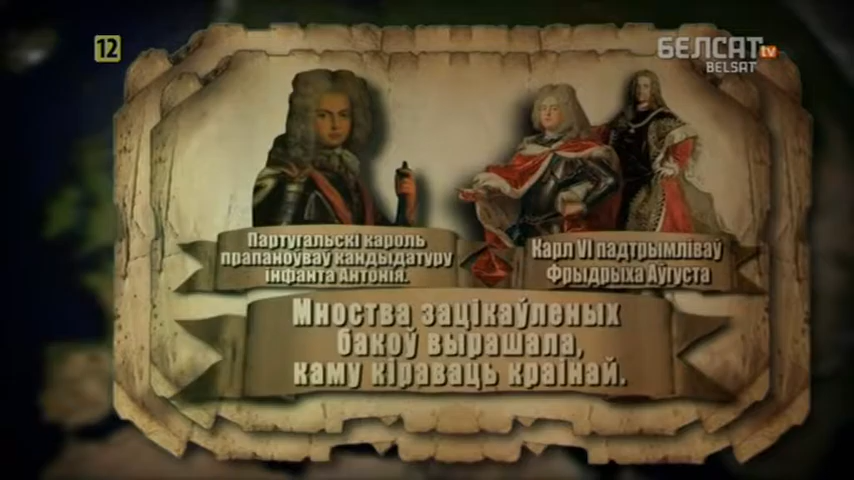 12
БЕЛСАТ tv
BELSAT
Партугальскі кароль
прапаноўваў кандыдатуру
інфанта Антонія.
Карл VI падтрымліваў
Фрыдрыха Аўгуста
Мноства зацікаўленых
бакоў вырашала,
каму кіраваць краінай.